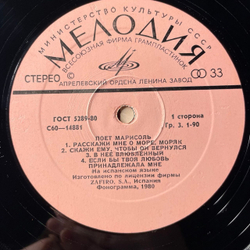 МИНИСТЕРСТВО КУЛЬТУРЫ СССР
МЕЛОДИЯ
ВСЕСОЮЗНАЯ ФИРМА ГРАМПЛАСТИНОК
СТЕРЕО
33
АПРЕЛЕВСКИЙ ОРДЕНА ЛЕНИНА ЗАВОД
ГОСТ 5289-80
1 сторона
С60—14881
Гр. 3. 1-90
ПОЕТ МАРИСОЛЬ
1. РАССКАЖИ МНЕ О МОРЕ, МОРЯК
2. СКАЖИ ЕМУ, ЧТОБЫ ОН ВЕРНУЛСЯ
3. В НЕЕ ВЛЮБЛЕННЫЙ
4. ЕСЛИ БЫ ТВОЯ ЛЮБОВЬ
ПРИНАДЛЕЖАЛА МНЕ
На испанском языке
Изготовлено по лицензии фирмы
ZAFIRO, S.A., Испания
Фонограмма, 1980